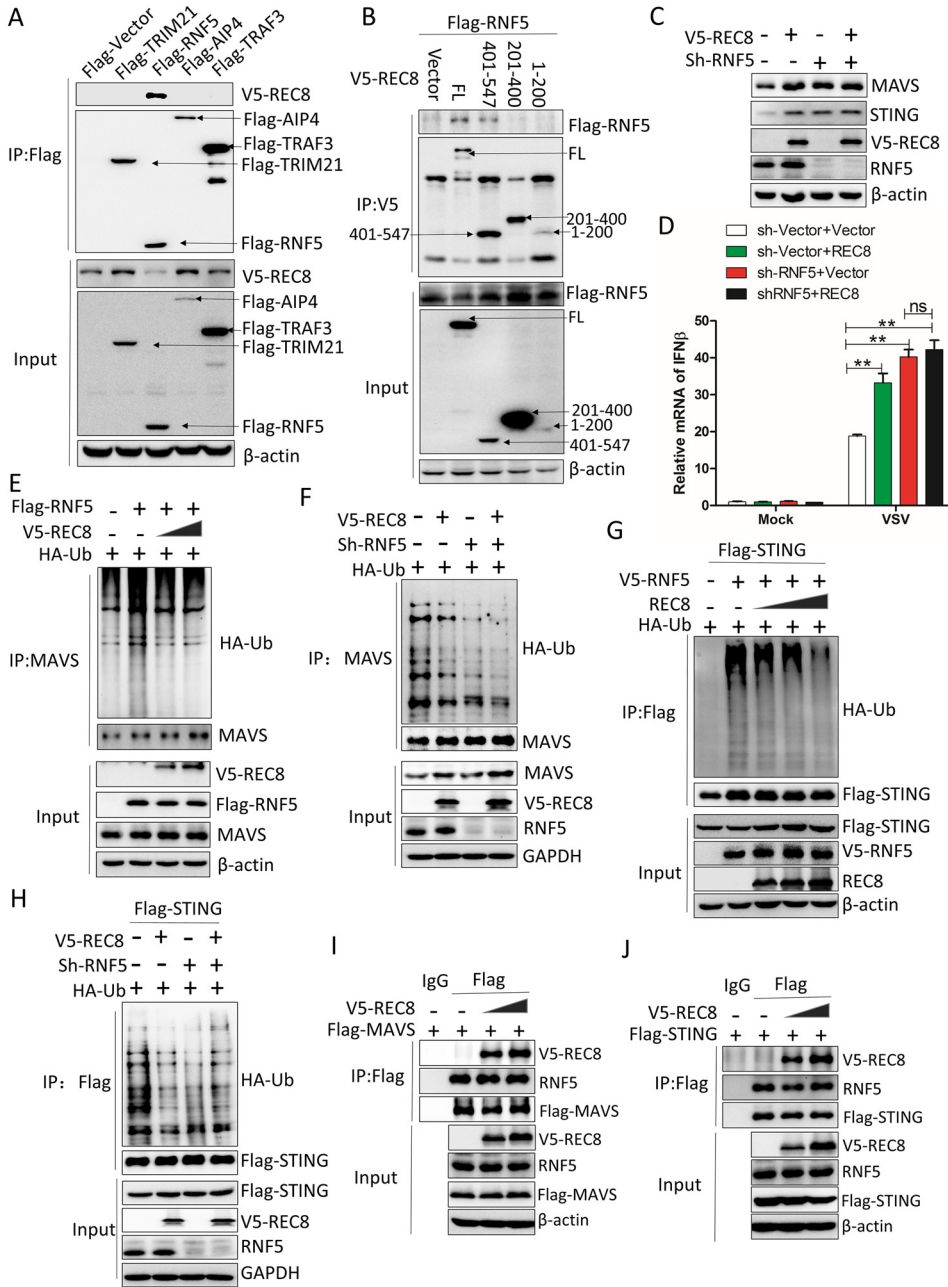 A
Flag-Vector
Flag-TRIM21
Flag-RNF5
Flag-AIP4
Flag-TRAF3
V5-REC8
Flag-AIP4
IP:Flag
Flag-TRAF3
Flag-TRIM21
Flag-RNF5
V5-REC8
Flag-AIP4
Flag-TRAF3
Flag-TRIM21
Input
Flag-RNF5
β-actin
B
Flag-RNF5
V5-REC8
Vector
FL
401-547
201-400
1-200
Flag-RNF5
FL
IP:V5
201-400
401-547
1-200
Flag-RNF5
FL
Input
201-400
1-200
401-547
β-actin
C
V5-REC8 - + - +
Sh-RNF5 - - + +
MAVS
STING
V5-REC8
RNF5
β-actin
D
sh-Vector+Vector
sh-Vector+REC8
sh-RNF5+Vector
shRNF5+REC8
Relative mRNA of IFNβ
50
40
30
20
10
0
ns
**
**
**
Mock VSV
E
Flag-RNF5 - + + +
V5-REC8 - -
HA-Ub + + + +
IP:MAVS
HA-Ub
MAVS
V5-REC8
Flag-RNF5
Input
MAVS
β-actin
F
V5-REC8 - + - +
Sh-RNF5 - - + +
HA-Ub + + + +
IP: MAVS
HA-Ub
MAVS
MAVS
V5-REC8
Input
RNF5
GAPDH
G
Flag-STING
V5-RNF5 - + + + +
REC8 - -
HA-Ub + + + + +
IP:Flag
HA-Ub
Flag-STING
Flag-STING
V5-RNF5
Input
REC8
β-actin
H
Flag-STING
V5-REC8 - + - +
Sh-RNF5 - - + +
HA-Ub + + + +
IP: Flag
HA-Ub
Flag-STING
Flag-STING
V5-REC8
Input
RNF5
GAPDH
I
IgG Flag
V5-REC8 - -
Flag-MAVS + + + +
V5-REC8
IP:Flag
RNF5
Flag-MAVS
V5-REC8
RNF5
Input
Flag-MAVS
β-actin
J
IgG Flag
V5-REC8 - -
Flag-STING + + + +
V5-REC8
IP:Flag
RNF5
Flag-STING
V5-REC8
RNF5
Input
Flag-STING
β-actin